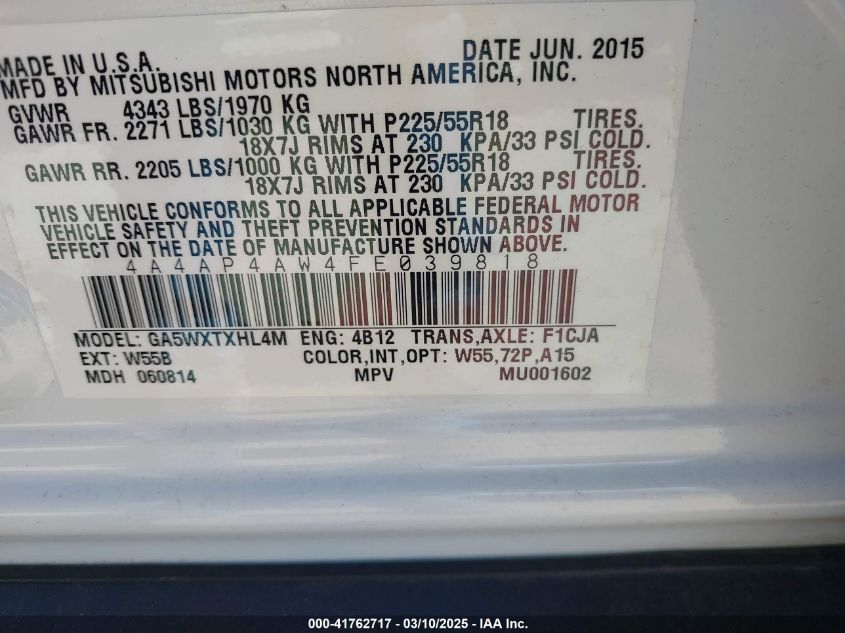 MADE IN U.S.A. DATE JUN. 2015
MFD BY MITSUBISHI MOTORS NORTH AMERICA, INC.
GVWR 4343 LBS/1970 KG
GAWR FR. 2271 LBS/1030 KG WITH P225/55R18 TIRES.
18X7J RIMS AT 230 KPA/33 PSI COLD.
GAWR RR. 2205 LBS/1000 KG WITH P225/55R18 TIRES.
18X7J RIMS AT 230 KPA/33 PSI COLD.
THIS VEHICLE CONFORMS TO ALL APPLICABLE FEDERAL MOTOR
VEHICLE SAFETY AND THEFT PREVENTION STANDARDS IN
EFFECT ON THE DATE OF MANUFACTURE SHOWN ABOVE.
4A4AP4AW4FE039818
MODEL: GA5WXTXHL4M ENG: 4B12 TRANS,AXLE: F1CJA
EXT: W55B COLOR,INT,OPT: W55,72P,A15
MDH 060814 MPV MU001602
000-41762717 - 03/10/2025 - IAA, Inc.